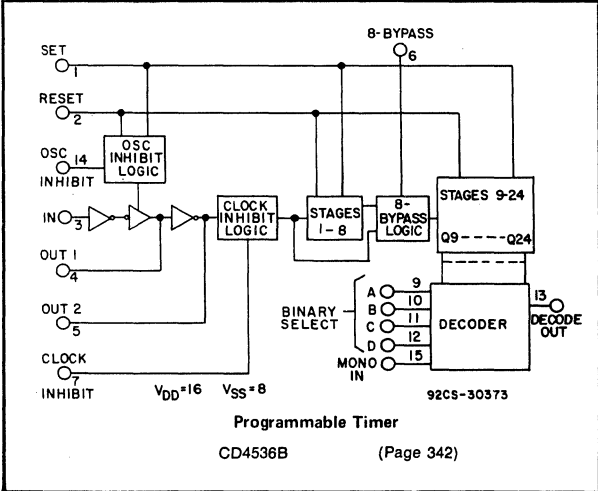 8-BYPASS
6
SET
1
RESET
2
OSC 14
INHIBIT
OSC
INHIBIT
LOGIC
IN
3
CLOCK
INHIBIT
LOGIC
STAGES
1-8
8-
BYPASS
LOGIC
STAGES 9-24
Q9 ---- Q24
OUT 1
4
OUT 2
5
CLOCK
7
INHIBIT
VDD=16 VSS=8
BINARY
SELECT
A 9
B 10
C 11
D 12
MONO 15
IN
DECODER
13
DECODE
OUT
92CS-30373
Programmable Timer
CD4536B (Page 342)